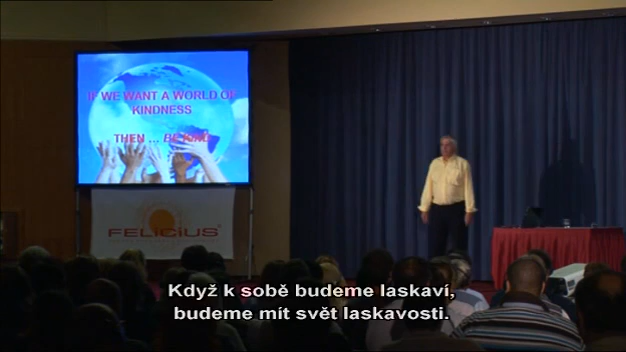 IF WE WANT A WORLD OF
KINDNESS
THEN ... BE KIND
FELICIUS
Když k sobě budeme laskaví,
budeme mít svět laskavosti.